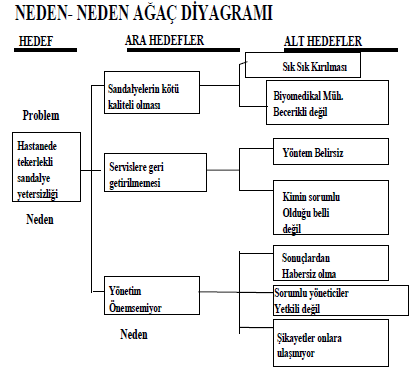 NEDEN- NEDEN AĞAÇ DİYAGRAMI
HEDEF
ARA HEDEFLER
ALT HEDEFLER
Problem
Hastanede
tekerlekli
sandalye
yetersizliği
Neden
Sandalyelerin kötü
kaliteli olması
Servislere geri
getirilmemesi
Yönetim
Önemsemiyor
Neden
Sık Sık Kırılması
Biyomedikal Müh.
Becerikli değil
Yöntem Belirsiz
Kimin sorumlu
Olduğu belli
değil
Sonuçlardan
Habersiz olma
Sorumlu yöneticiler
Yetkili değil
Şikayetler onlara
ulaşmıyor